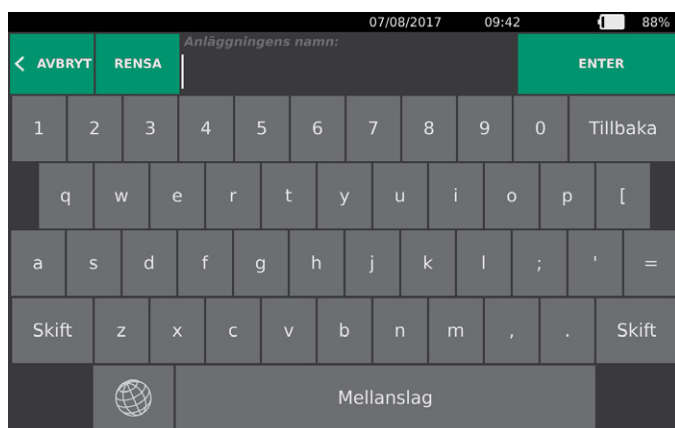 07/08/2017 09:42 88%
AVBRYT RENSA Anläggningens namn: ENTER
1 2 3 4 5 6 7 8 9 0 Tillbaka
q w e r t y u i o p [
a s d f g h j k l ; ' =
Skift z x c v b n m , . Skift
Mellanslag